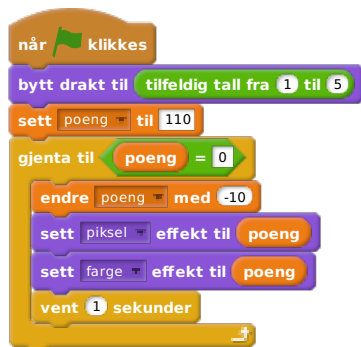 når klikkes
bytt drakt til tilfeldig tall fra 1 til 5
sett poeng til 110
gjenta til poeng = 0
endre poeng med -10
sett piksel effekt til poeng
sett farge effekt til poeng
vent 1 sekunder